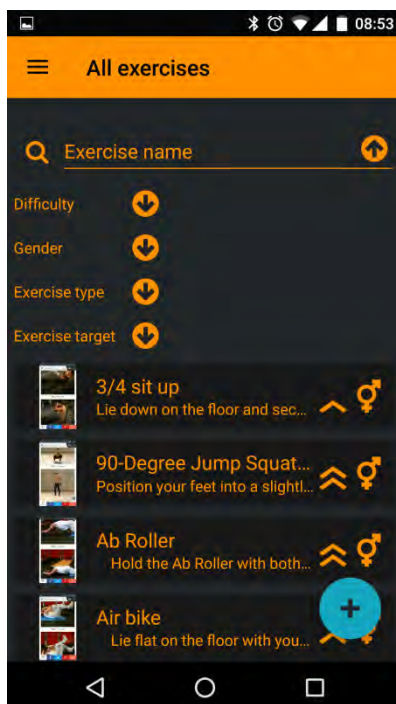 08:53
All exercises
Exercise name
Difficulty
Gender
Exercise type
Exercise target
3/4 sit up
Lie down on the floor and sec...
90-Degree Jump Squat...
Position your feet into a slightl...
Ab Roller
Hold the Ab Roller with both...
Air bike
Lie flat on the floor with you...